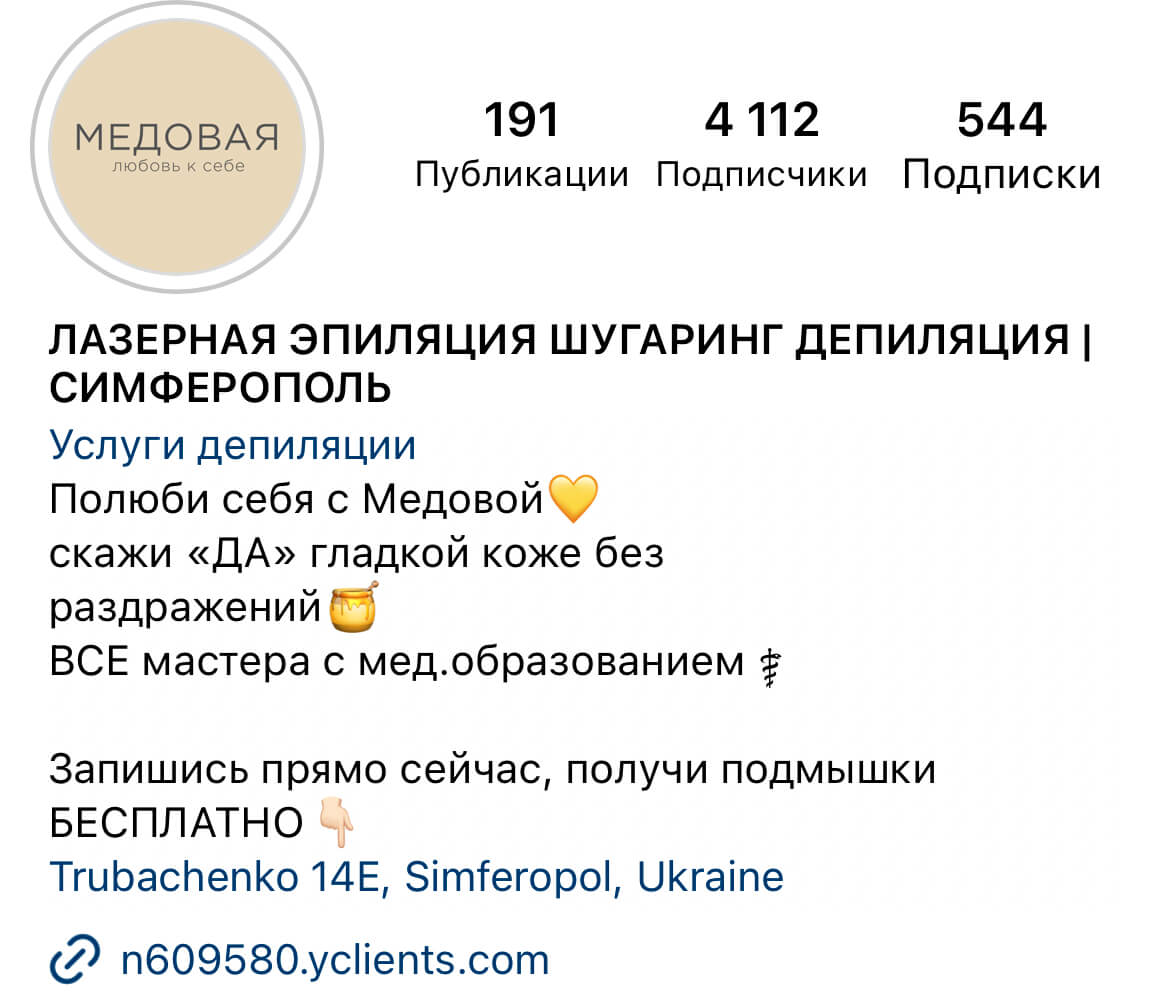 МЕДОВАЯ
любовь к себе
191 4 112 544
Публикации Подписчики Подписки
ЛАЗЕРНАЯ ЭПИЛЯЦИЯ ШУГАРИНГ ДЕПИЛЯЦИЯ |
СИМФЕРОПОЛЬ
Услуги депиляции
Полюби себя с Медовой💛
скажи «ДА» гладкой коже без
раздражений🍯
ВСЕ мастера с мед.образованием ⚕
Запишись прямо сейчас, получи подмышки
БЕСПЛАТНО 👇🏻
Trubachenko 14E, Simferopol, Ukraine
n609580.yclients.com